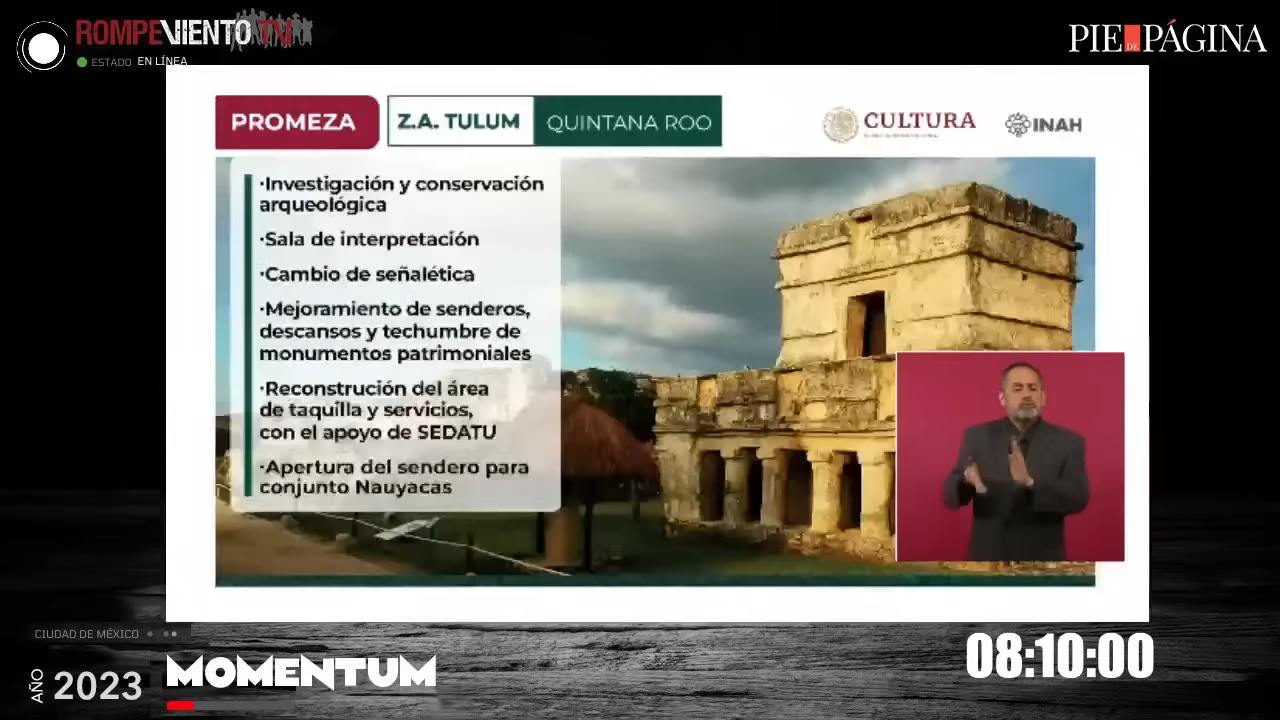 ROMPEVIENTO TV
ESTADO EN LÍNEA
PIE DE PÁGINA
PROMEZA
Z.A. TULUM
QUINTANA ROO
CULTURA
INAH
·Investigación y conservación
arqueológica
·Sala de interpretación
·Cambio de señalética
·Mejoramiento de senderos,
descansos y techumbre de
monumentos patrimoniales
·Reconstrución del área
de taquilla y servicios,
con el apoyo de SEDATU
·Apertura del sendero para
conjunto Nauyacas
CIUDAD DE MÉXICO
AÑO 2023
MOMENTUM
08:10:00